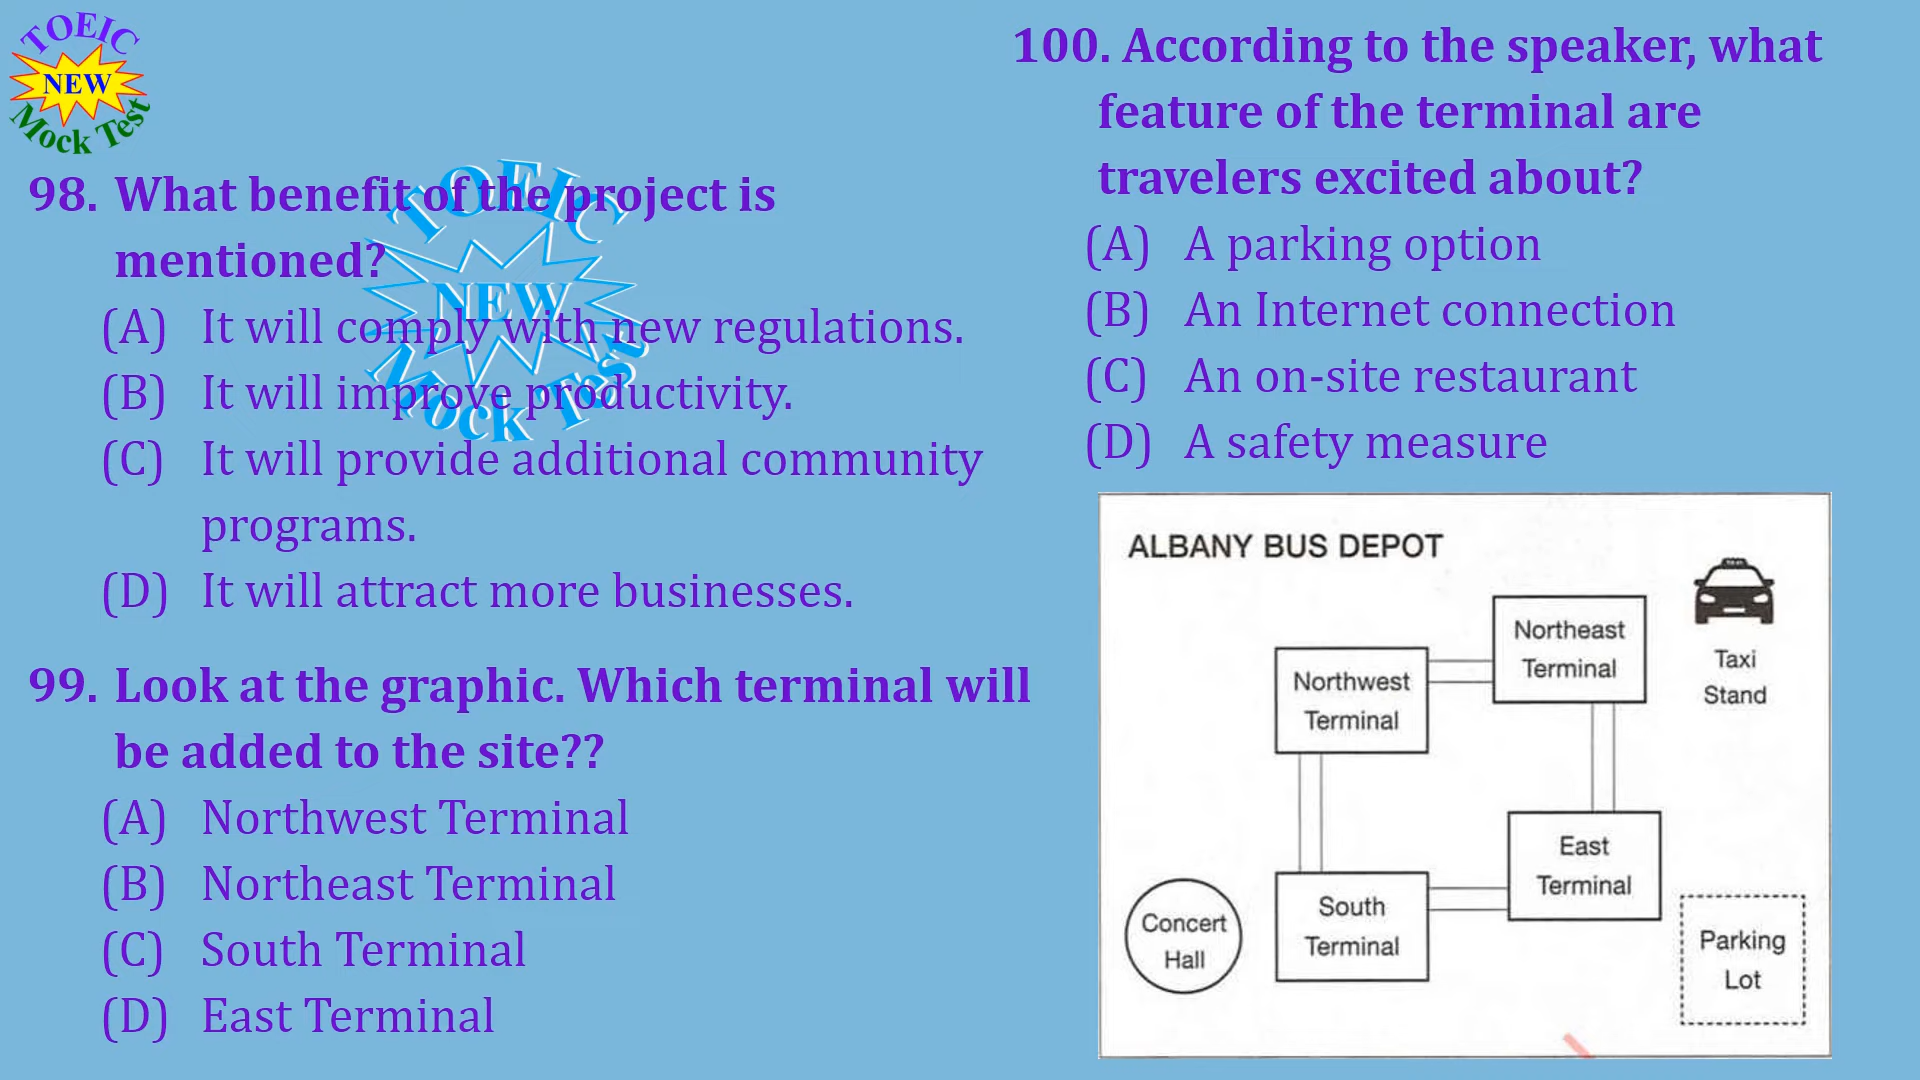 TOEIC
NEW
Mock Test
TOEIC
NEW
Mock Test
98. What benefit of the project is
mentioned?
(A) It will comply with new regulations.
(B) It will improve productivity.
(C) It will provide additional community
programs.
(D) It will attract more businesses.
99. Look at the graphic. Which terminal will
be added to the site??
(A) Northwest Terminal
(B) Northeast Terminal
(C) South Terminal
(D) East Terminal
100. According to the speaker, what
feature of the terminal are
travelers excited about?
(A) A parking option
(B) An Internet connection
(C) An on-site restaurant
(D) A safety measure
ALBANY BUS DEPOT
Northeast
Terminal
Taxi
Stand
Northwest
Terminal
East
Terminal
South
Terminal
Concert
Hall
Parking
Lot